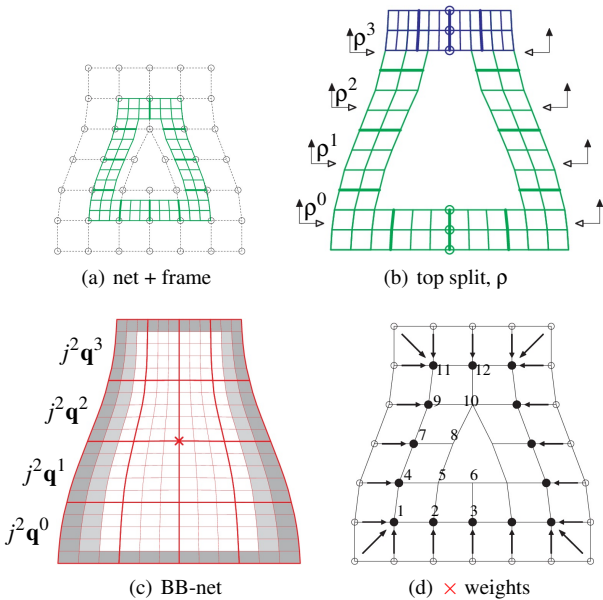 ρ³
ρ²
ρ¹
ρ⁰
(a) net + frame
(b) top split, ρ
j²q³
j²q²
j²q¹
j²q⁰
11 12
9 10
7 8
4 5 6
1 2 3
(c) BB-net
(d) × weights